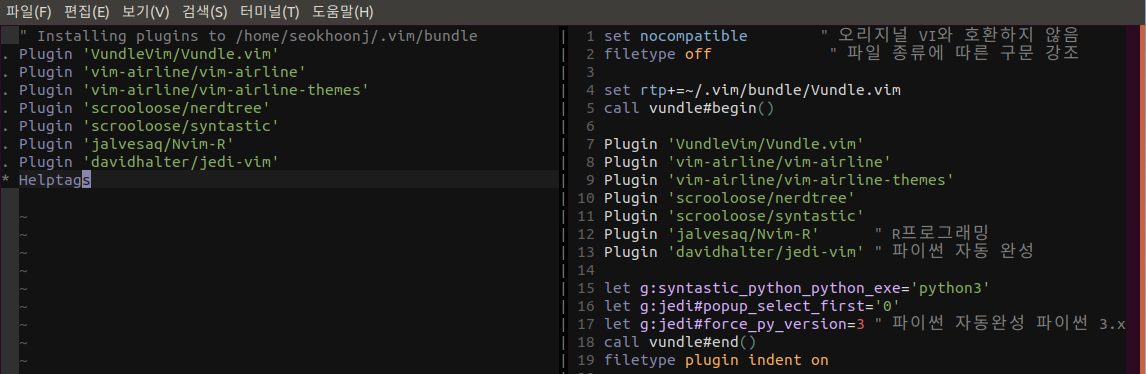 파일(F) 편집(E) 보기(V) 검색(S) 터미널(T) 도움말(H)
" Installing plugins to /home/seokhoonj/.vim/bundle
. Plugin 'VundleVim/Vundle.vim'
. Plugin 'vim-airline/vim-airline'
. Plugin 'vim-airline/vim-airline-themes'
. Plugin 'scrooloose/nerdtree'
. Plugin 'scrooloose/syntastic'
. Plugin 'jalvesaq/Nvim-R'
. Plugin 'davidhalter/jedi-vim'
* Helptags
~
~
~
~
~
~
~
~
~
1 set nocompatible " 오리지널 VI와 호환하지 않음
2 filetype off " 파일 종류에 따른 구문 강조
3
4 set rtp+=~/.vim/bundle/Vundle.vim
5 call vundle#begin()
6
7 Plugin 'VundleVim/Vundle.vim'
8 Plugin 'vim-airline/vim-airline'
9 Plugin 'vim-airline/vim-airline-themes'
10 Plugin 'scrooloose/nerdtree'
11 Plugin 'scrooloose/syntastic'
12 Plugin 'jalvesaq/Nvim-R' " R프로그래밍
13 Plugin 'davidhalter/jedi-vim' " 파이썬 자동 완성
14
15 let g:syntastic_python_python_exe='python3'
16 let g:jedi#popup_select_first='0'
17 let g:jedi#force_py_version=3 " 파이썬 자동완성 파이썬 3.x
18 call vundle#end()
19 filetype plugin indent on